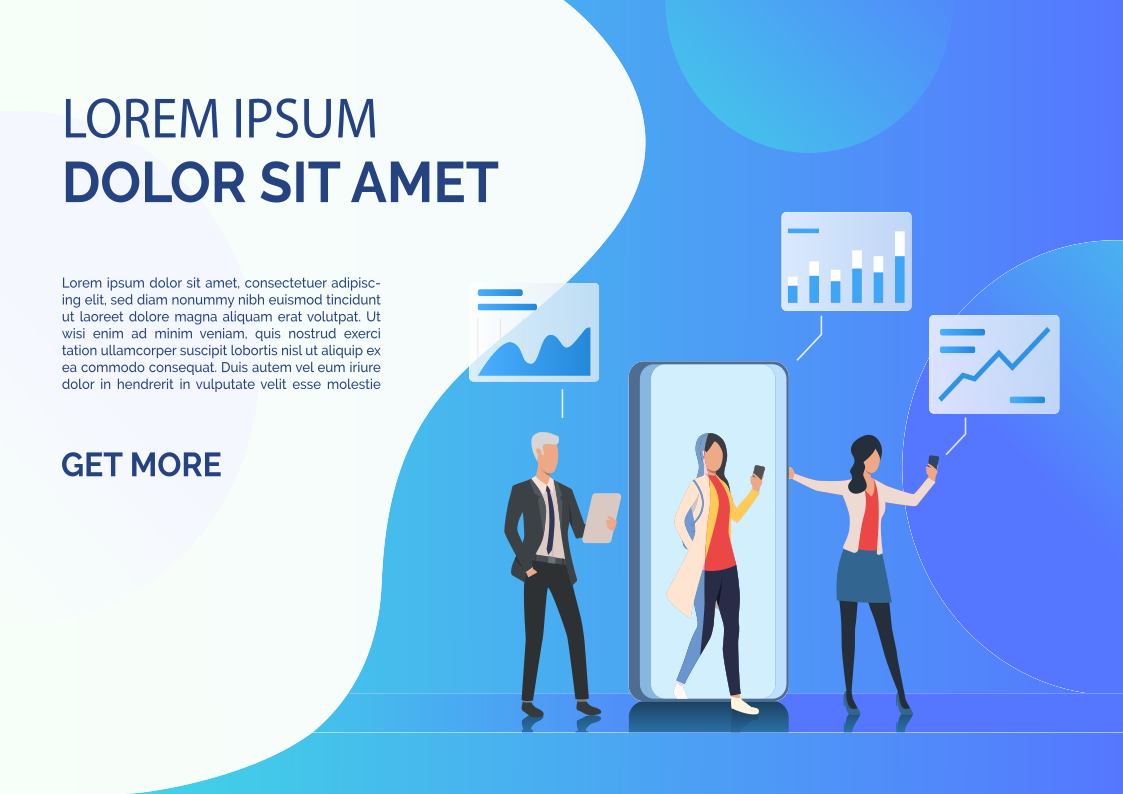 LOREM IPSUM
DOLOR SIT AMET
Lorem ipsum dolor sit amet, consectetuer adipisc-
ing elit, sed diam nonummy nibh euismod tincidunt
ut laoreet dolore magna aliquam erat volutpat. Ut
wisi enim ad minim veniam, quis nostrud exerci
tation ullamcorper suscipit lobortis nisl ut aliquip ex
ea commodo consequat. Duis autem vel eum iriure
dolor in hendrerit in vulputate velit esse molestie
GET MORE